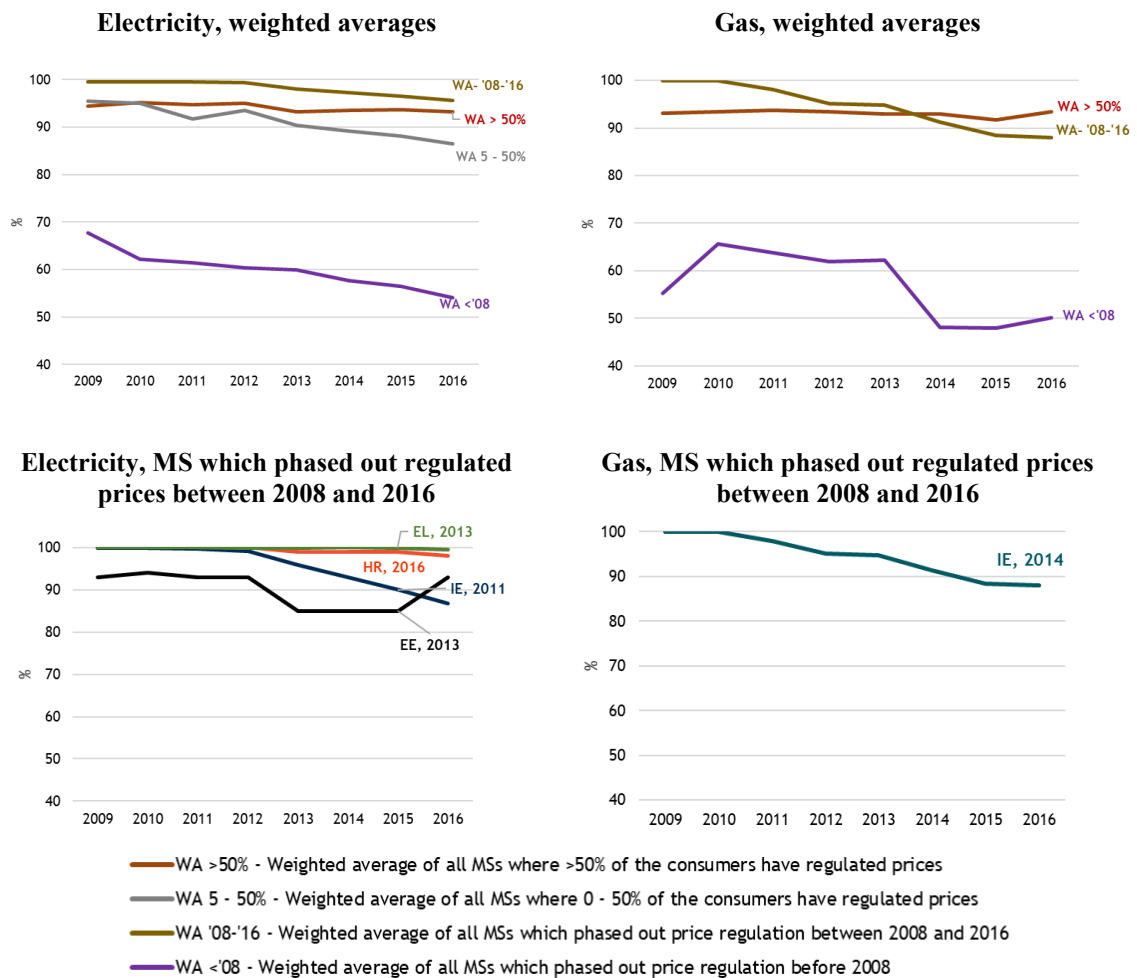 Electricity, weighted averages
100
90
80
70
60
50
40
%
WA- '08-'16
WA > 50%
WA 5 - 50%
WA <'08
2009 2010 2011 2012 2013 2014 2015 2016
Gas, weighted averages
100
90
80
70
60
50
40
%
WA > 50%
WA- '08-'16
WA <'08
2009 2010 2011 2012 2013 2014 2015 2016
Electricity, MS which phased out regulated
prices between 2008 and 2016
100
90
80
70
60
50
40
%
EL, 2013
HR, 2016
IE, 2011
EE, 2013
2009 2010 2011 2012 2013 2014 2015 2016
Gas, MS which phased out regulated prices
between 2008 and 2016
100
90
80
70
60
50
40
%
IE, 2014
2009 2010 2011 2012 2013 2014 2015 2016
WA >50% - Weighted average of all MSs where >50% of the consumers have regulated prices
WA 5 - 50% - Weighted average of all MSs where 0 - 50% of the consumers have regulated prices
WA '08-'16 - Weighted average of all MSs which phased out price regulation between 2008 and 2016
WA <'08 - Weighted average of all MSs which phased out price regulation before 2008